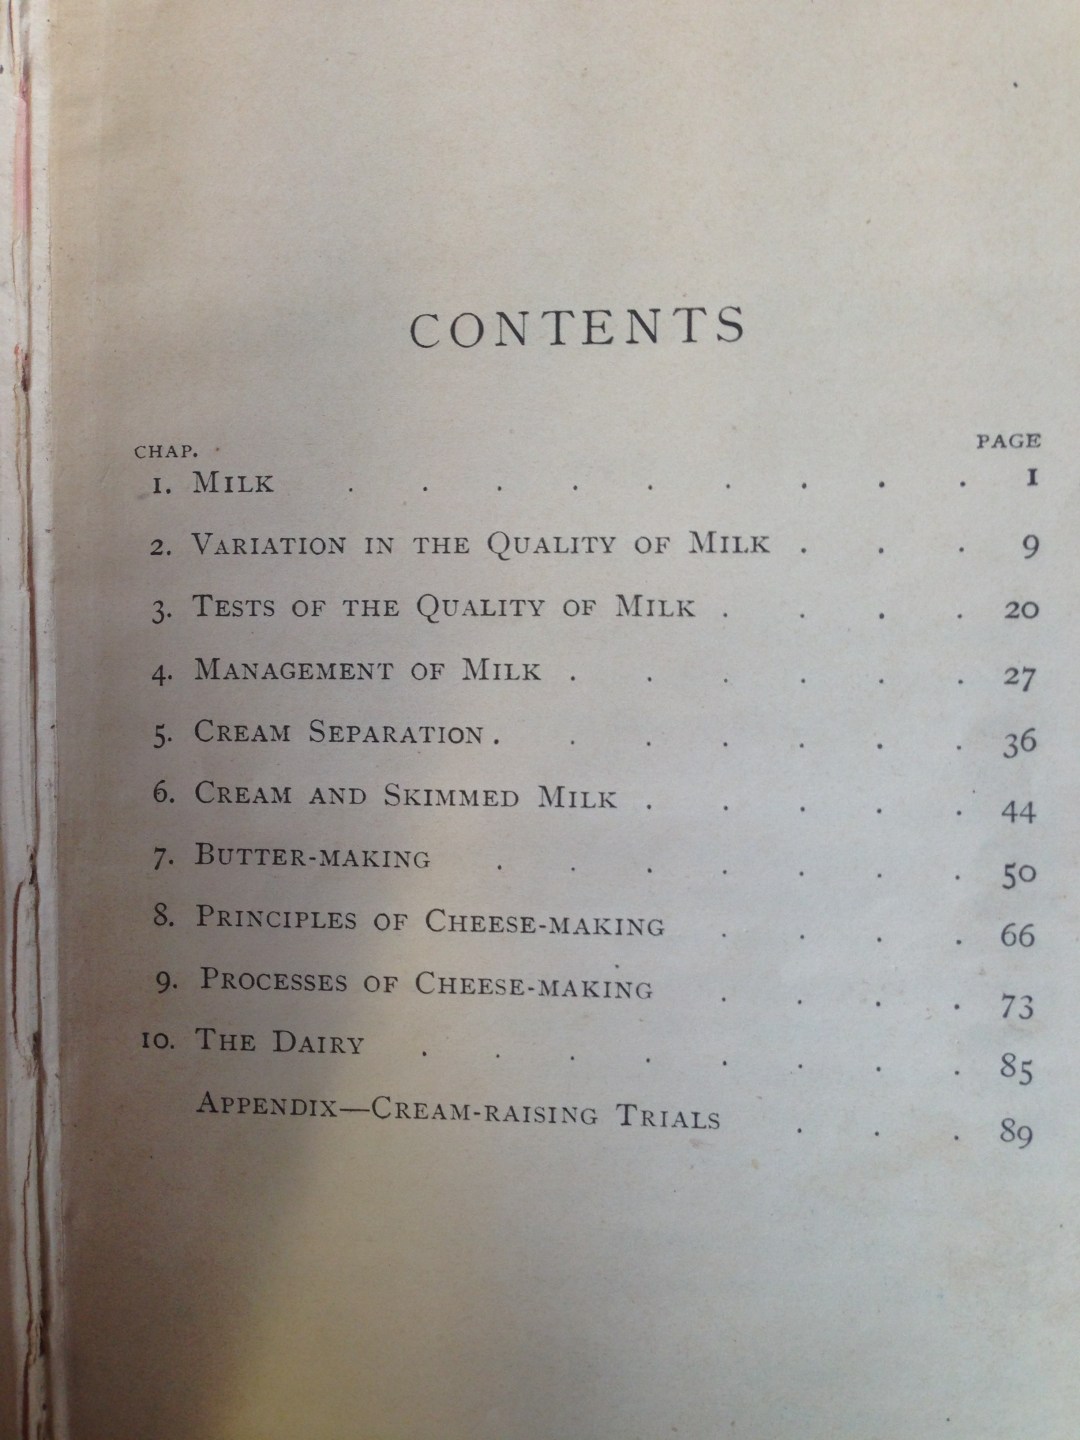 CONTENTS
CHAP. PAGE
1. MILK . . . . . . . . . 1
2. VARIATION IN THE QUALITY OF MILK . . . 9
3. TESTS OF THE QUALITY OF MILK . . . . 20
4. MANAGEMENT OF MILK . . . . . . 27
5. CREAM SEPARATION . . . . . . . 36
6. CREAM AND SKIMMED MILK . . . . . 44
7. BUTTER-MAKING . . . . . . . 50
8. PRINCIPLES OF CHEESE-MAKING . . . . 66
9. PROCESSES OF CHEESE-MAKING . . . . 73
10. THE DAIRY . . . . . . . . 85
APPENDIX—CREAM-RAISING TRIALS . . . 89